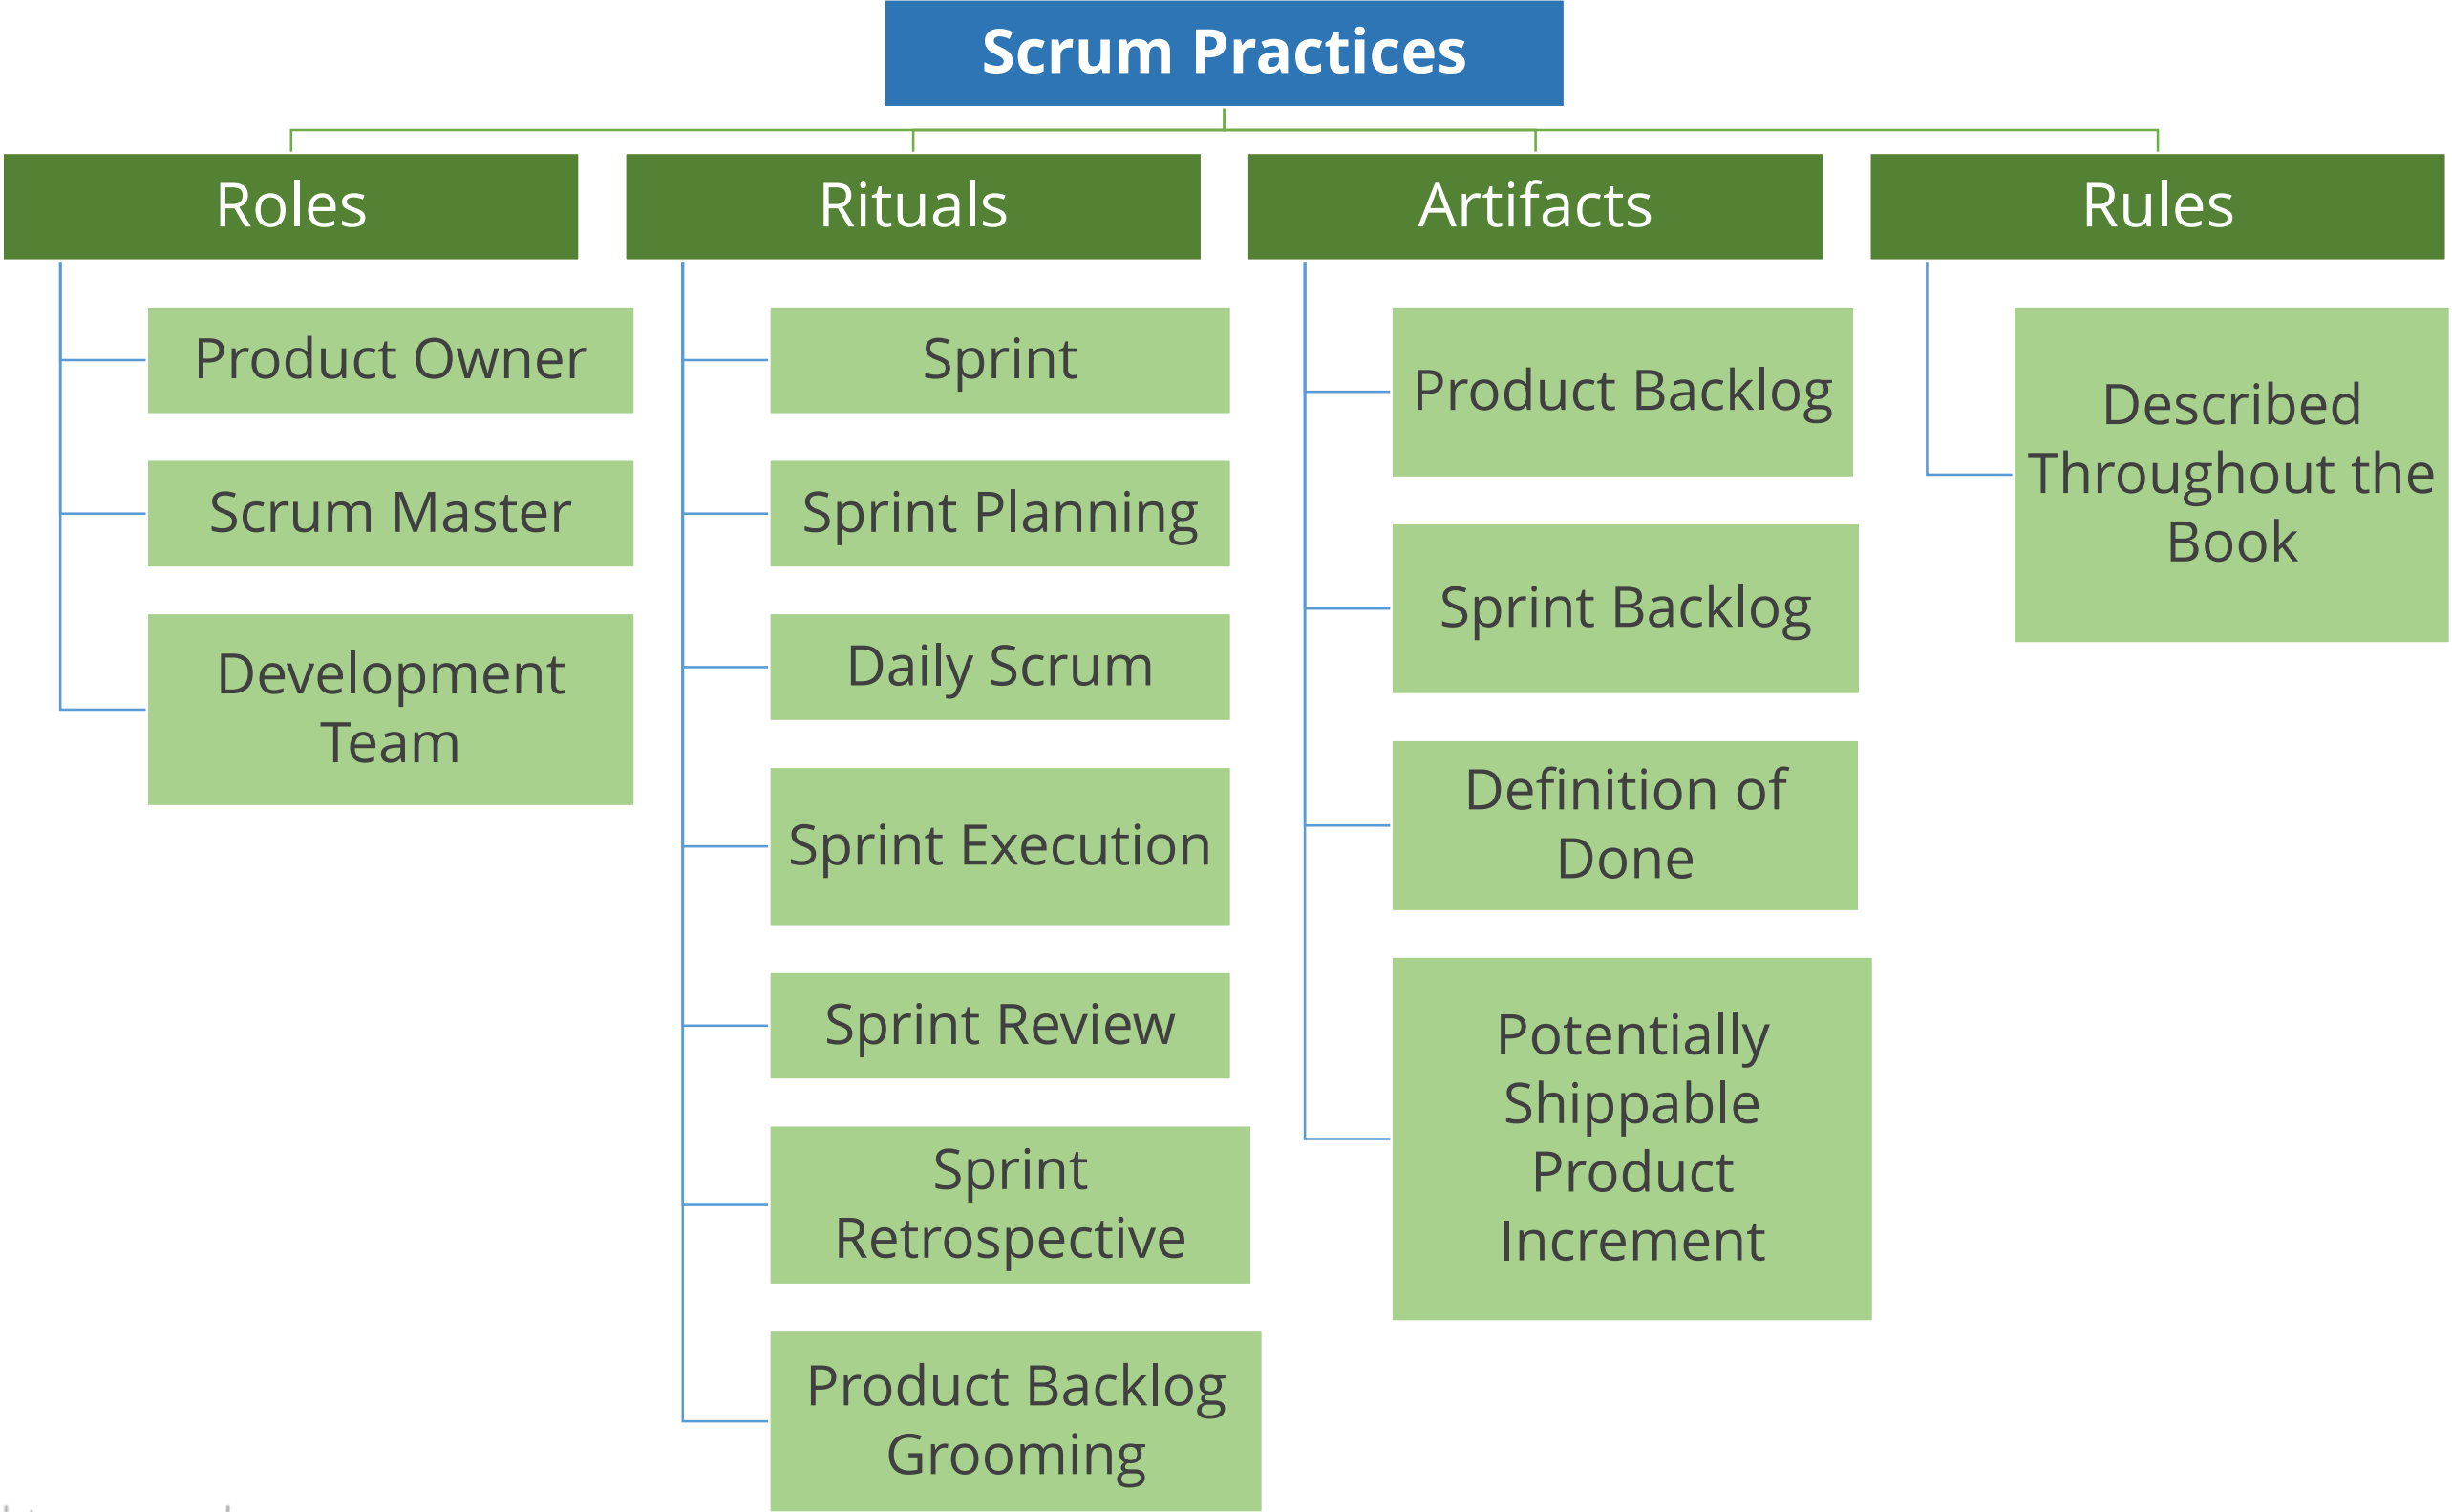 Scrum Practices
Roles
Product Owner
Scrum Master
Development
Team
Rituals
Sprint
Sprint Planning
Daily Scrum
Sprint Execution
Sprint Review
Sprint
Retrospective
Product Backlog
Grooming
Artifacts
Product Backlog
Sprint Backlog
Definition of
Done
Potentially
Shippable
Product
Increment
Rules
Described
Throughout the
Book